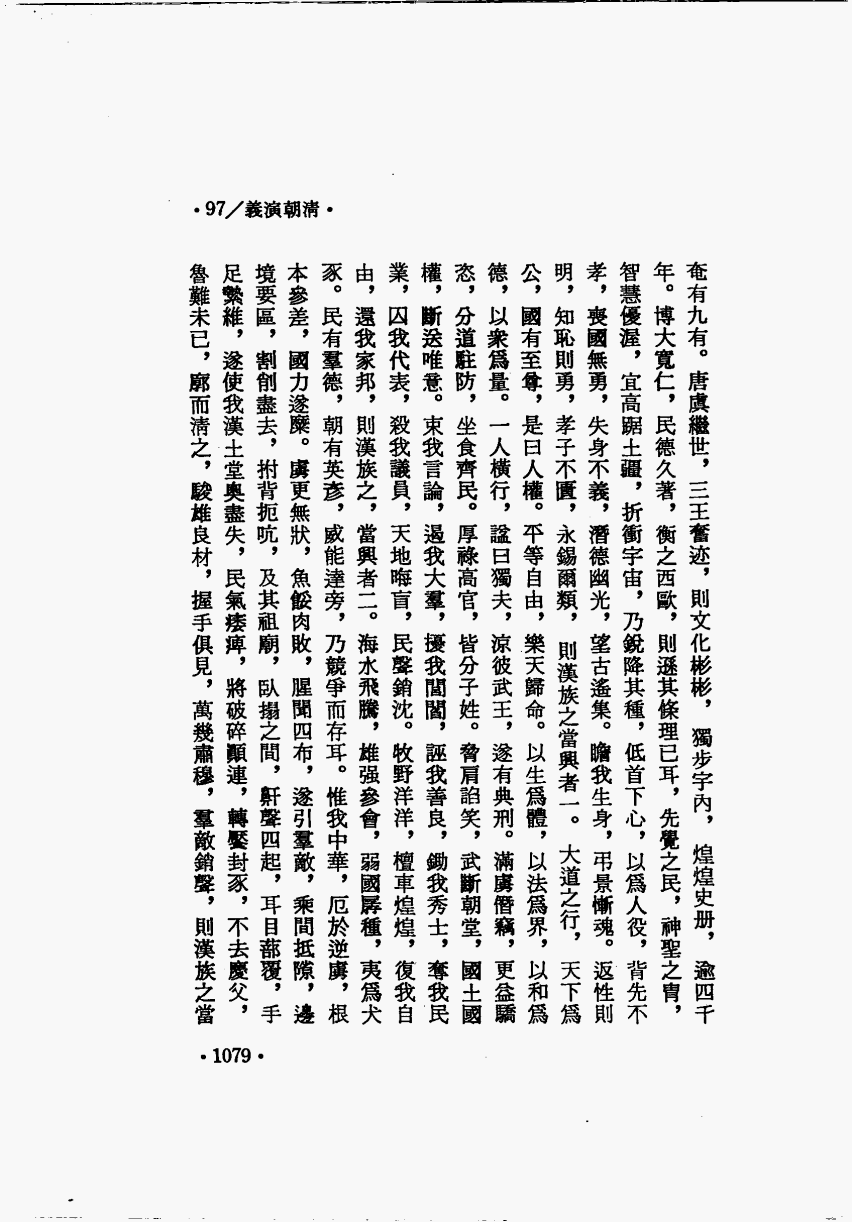 ·97／義演朝清·
奄有九有。唐虞繼世，三王奮迹，則文化彬彬，獨步宇內，煌煌史册，逾四千
年。博大寬仁，民德久著，衡之西歐，則遜其條理已耳，先覺之民，神聖之胄，
智慧優渥，宜高踞土疆，折衝宇宙，乃銳降其種，低首下心，以爲人役，背先不
孝，喪國無勇，失身不義，潛德幽光，望古遙集。瞻我生身，弔景慚魂。返性則
明，知恥則勇，孝子不匱，永錫爾類，則漢族之當興者一。大道之行，天下爲
公，國有至尊，是曰人權。平等自由，樂天歸命。以生爲體，以法爲界，以和爲
德，以衆爲量。一人橫行，諡曰獨夫，涼彼武王，遂有典刑。滿虜僭竊，更益驕
恣，分道駐防，坐食齊民。厚祿高官，皆分子姓。脅肩諂笑，武斷朝堂，國土國
權，斷送唯意。束我言論，遏我大羣，擾我閭閻，誣我善良，鋤我秀士，奪我民
業，囚我代表，殺我議員，天地晦盲，民聲銷沈。牧野洋洋，檀車煌煌，復我自
由，還我家邦，則漢族之，當興者二。海水飛騰，雄强參會，弱國孱種，夷爲犬
豕。民有羣德，朝有英彥，威能達旁，乃競爭而存耳。惟我中華，厄於逆虜，根
本參差，國力遂糜。虜更無狀，魚餒肉敗，腥聞四布，遂引羣敵，乘間抵隙，邊
境要區，割創盡去，拊背扼吭，及其祖廟，臥榻之間，鼾聲四起，耳目蔀覆，手
足縶維，遂使我漢土堂奧盡失，民氣痿痺，將破碎顚連，轉鬉封豕，不去慶父，
魯難未已，廓而清之，駿雄良材，握手俱見，萬幾肅穆，羣敵銷聲，則漢族之當
·1079·